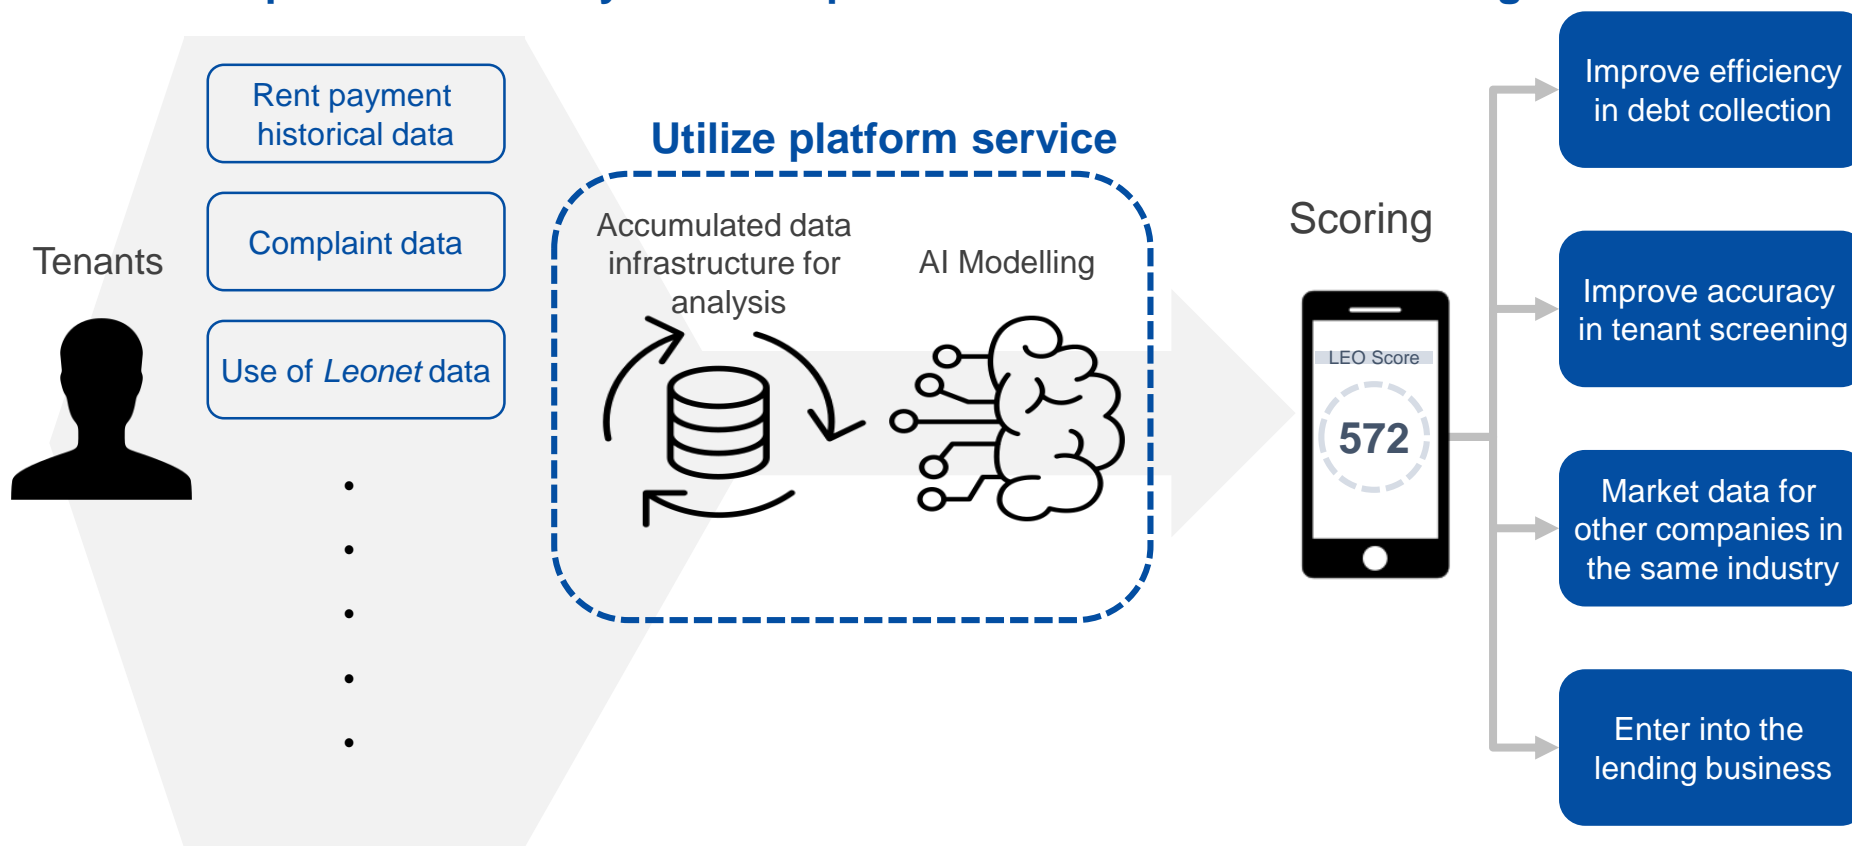 Tenants
Rent payment
historical data
Complaint data
Use of Leonet data
Utilize platform service
Accumulated data
infrastructure for
analysis
AI Modelling
Scoring
LEO Score
572
Improve efficiency
in debt collection
Improve accuracy
in tenant screening
Market data for
other companies in
the same industry
Enter into the
lending business